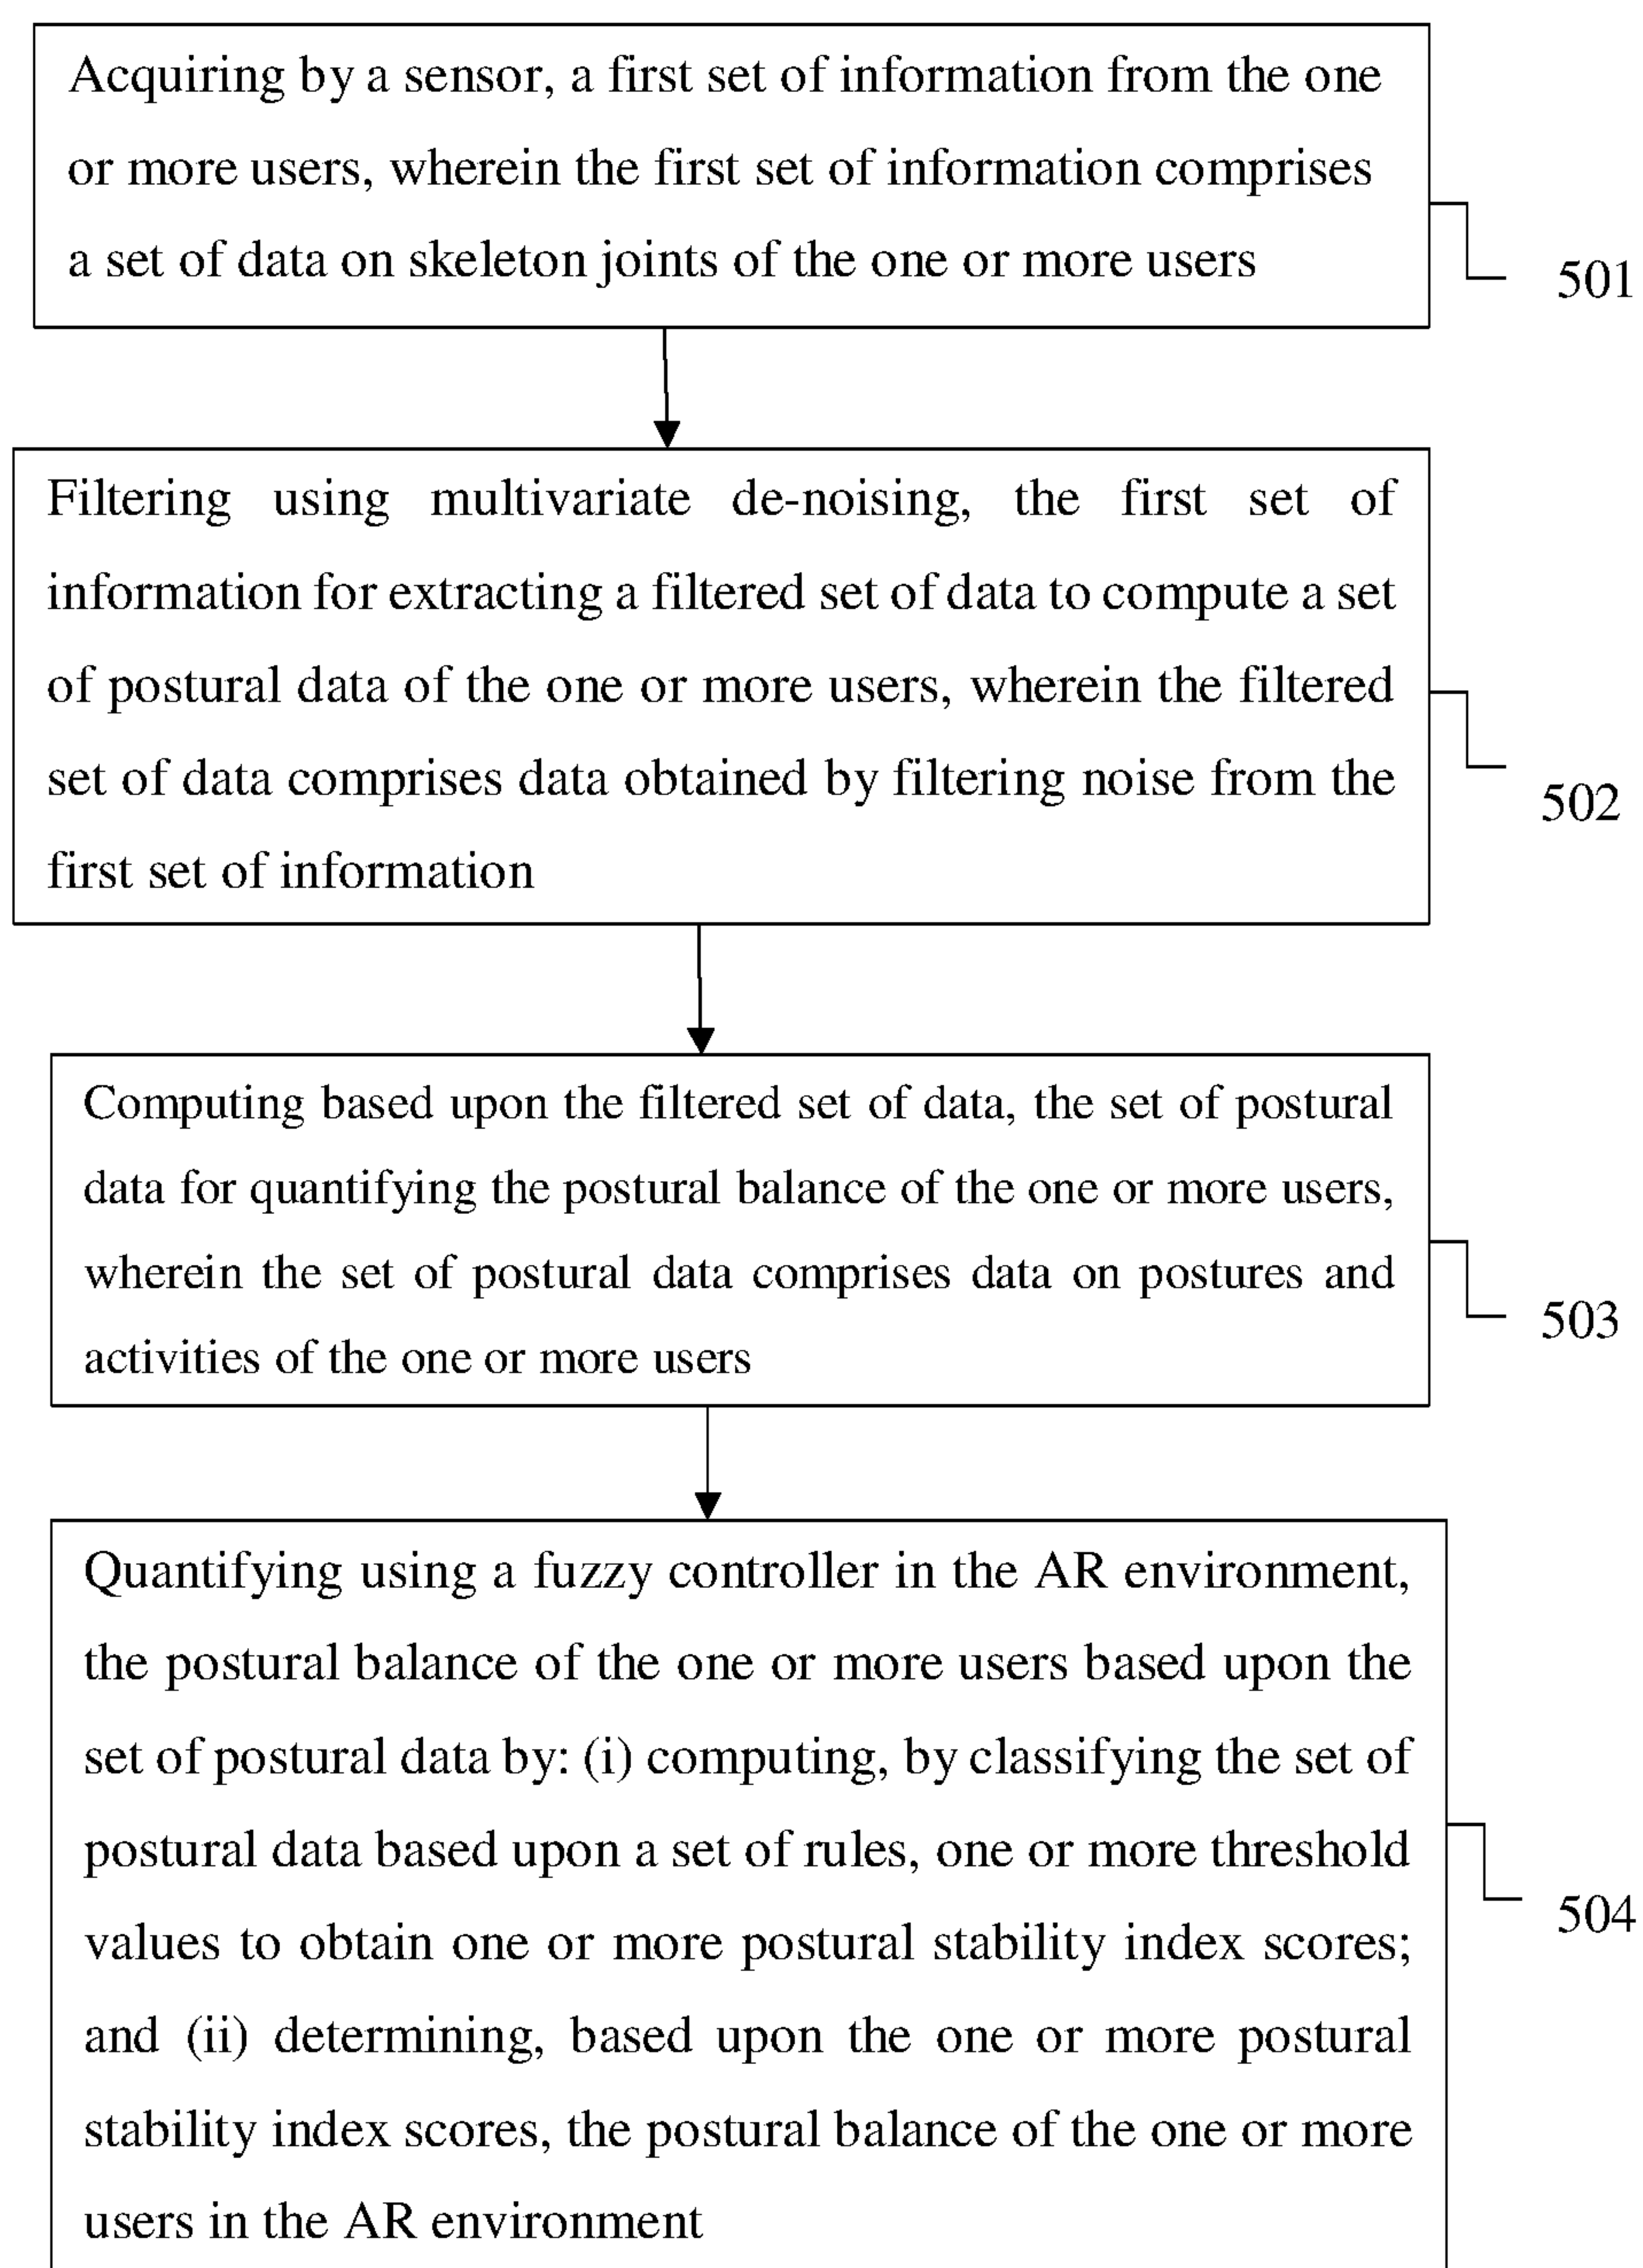 Acquiring by a sensor, a first set of information from the one
or more users, wherein the first set of information comprises
a set of data on skeleton joints of the one or more users
501
Filtering using multivariate de-noising, the first set of
information for extracting a filtered set of data to compute a set
of postural data of the one or more users, wherein the filtered
set of data comprises data obtained by filtering noise from the
first set of information
502
Computing based upon the filtered set of data, the set of postural
data for quantifying the postural balance of the one or more users,
wherein the set of postural data comprises data on postures and
activities of the one or more users
503
Quantifying using a fuzzy controller in the AR environment,
the postural balance of the one or more users based upon the
set of postural data by: (i) computing, by classifying the set of
postural data based upon a set of rules, one or more threshold
values to obtain one or more postural stability index scores;
and (ii) determining, based upon the one or more postural
stability index scores, the postural balance of the one or more
users in the AR environment
504